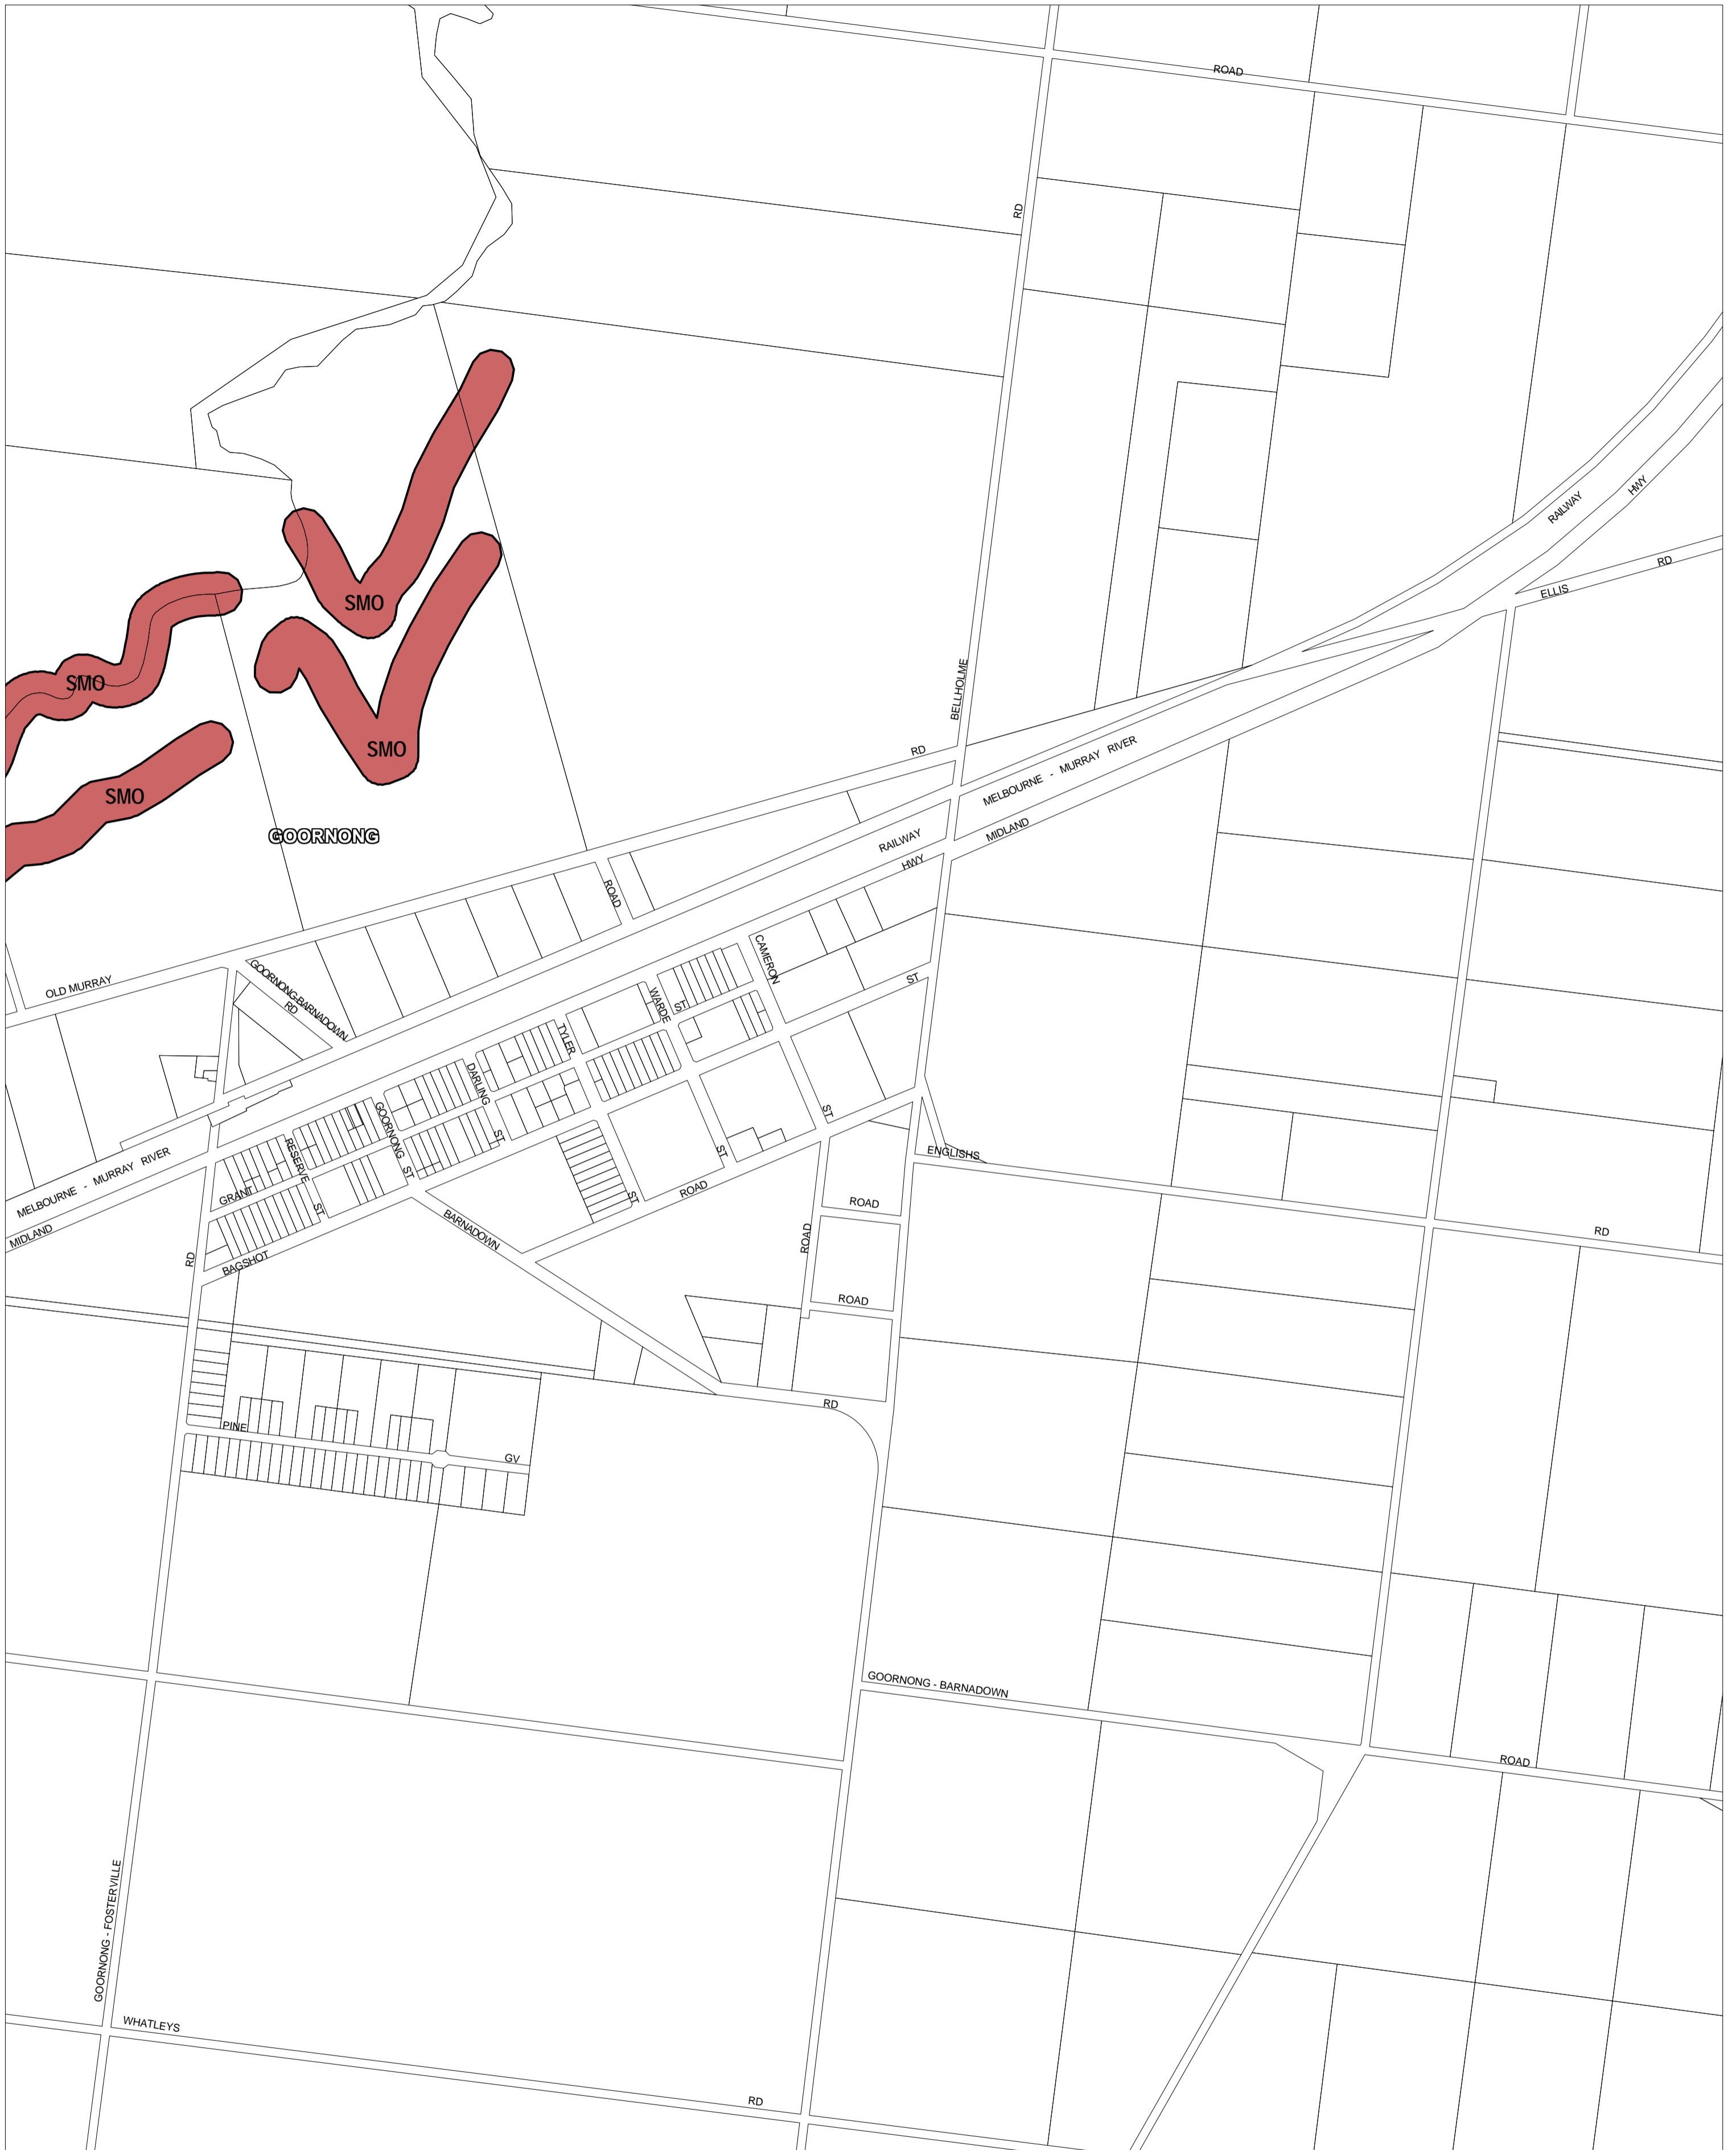 ROAD
RD
RAILWAY
HWY
RD
ELLIS
SMO
SMO
SMO
SMO
BELLHOLME
RD
MELBOURNE - MURRAY RIVER
MIDLAND
RAILWAY
HWY
GOORNONG
ROAD
OLD MURRAY
GOORNONG-BARNADOWN
RD
CAMERON
ST
WARDE
ST
TYLER
DARLING
GOORNONG
RESERVE
ST
ST
ST
ST
ST
ST
GRANT
MELBOURNE - MURRAY RIVER
MIDLAND
BAGSHOT
RD
BARNADOWN
ROAD
ENGLISHS
RD
ROAD
ROAD
ROAD
RD
PINE
GV
GOORNONG - BARNADOWN
ROAD
GOORNONG - FOSTERVILLE
WHATLEYS
RD